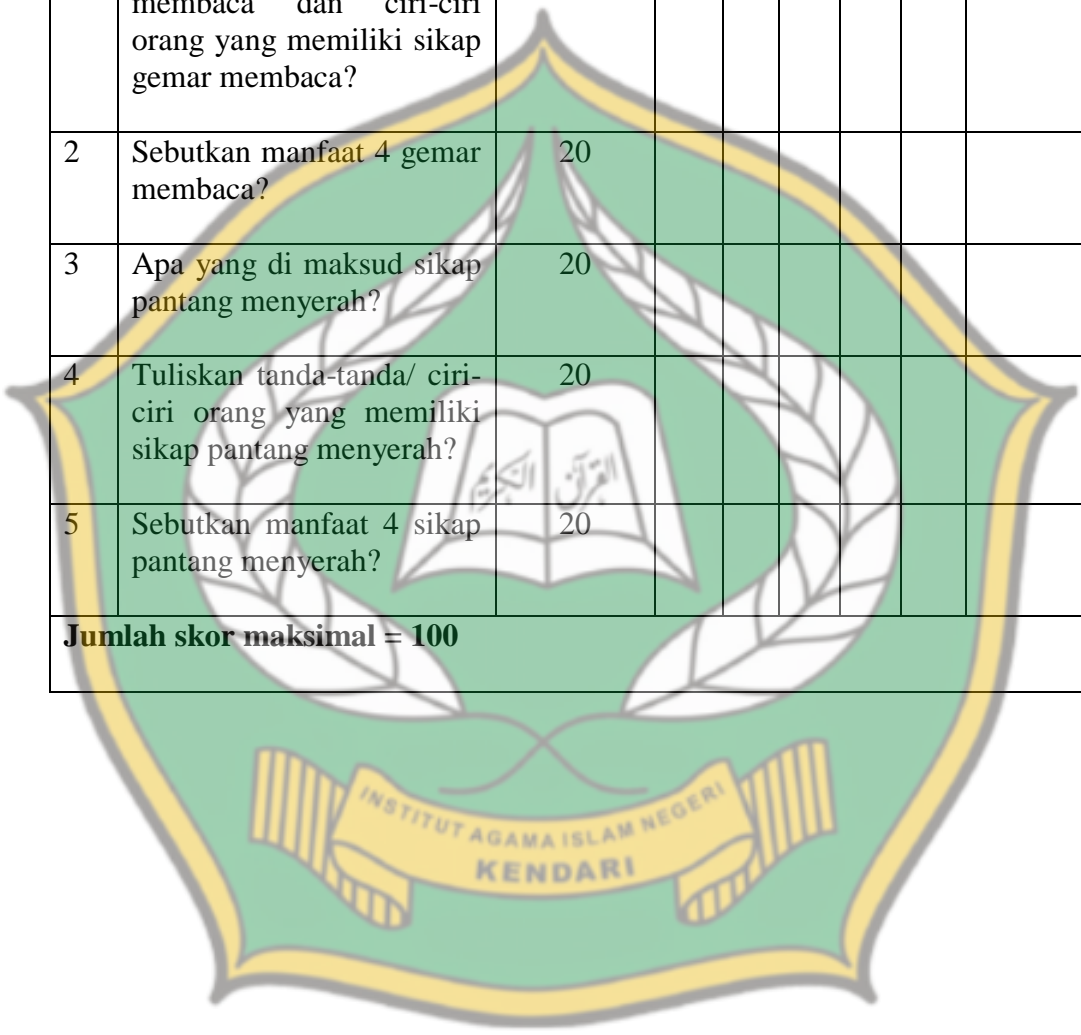 membaca dan ciri-ciri
orang yang memiliki sikap
gemar membaca?
2 Sebutkan manfaat 4 gemar 20
membaca?
3 Apa yang di maksud sikap 20
pantang menyerah?
4 Tuliskan tanda-tanda/ ciri- 20
ciri orang yang memiliki
sikap pantang menyerah?
القرآن الكريم
5 Sebutkan manfaat 4 sikap 20
pantang menyerah?
Jumlah skor maksimal = 100
INSTITUT AGAMA ISLAM NEGERI
KENDARI